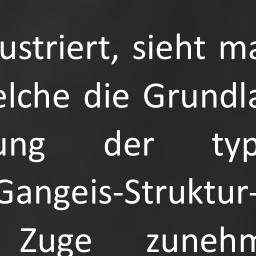 ustriert, sieht ma
elche die Grundla
ung der typ
Gangeis-Struktur-
Zuge zunehm